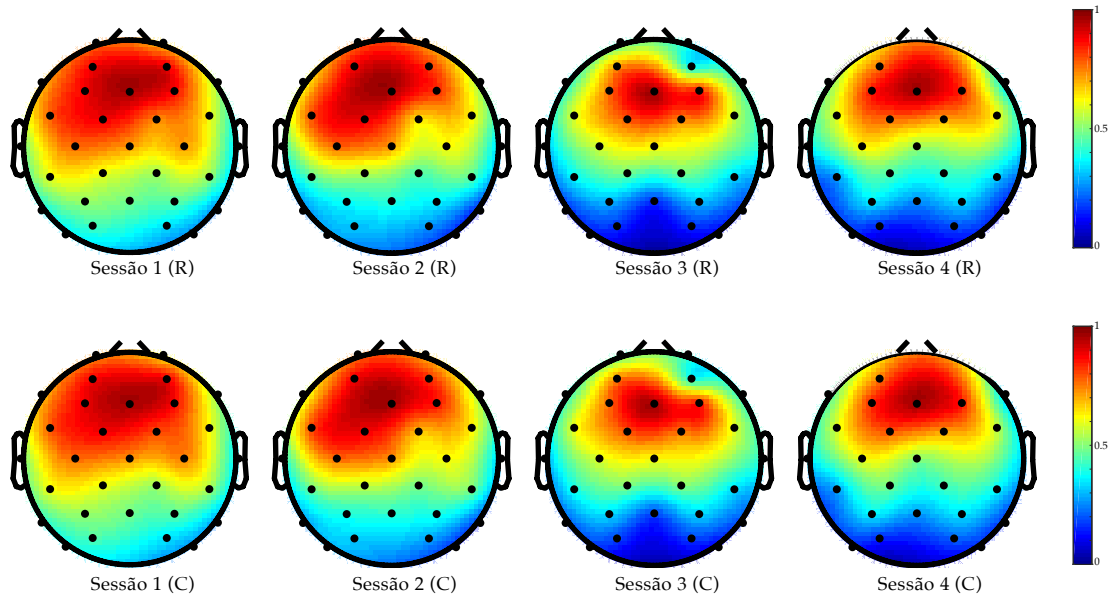 1
0.5
0
Sessão 1 (R)
Sessão 2 (R)
Sessão 3 (R)
Sessão 4 (R)
1
0.5
0
Sessão 1 (C)
Sessão 2 (C)
Sessão 3 (C)
Sessão 4 (C)